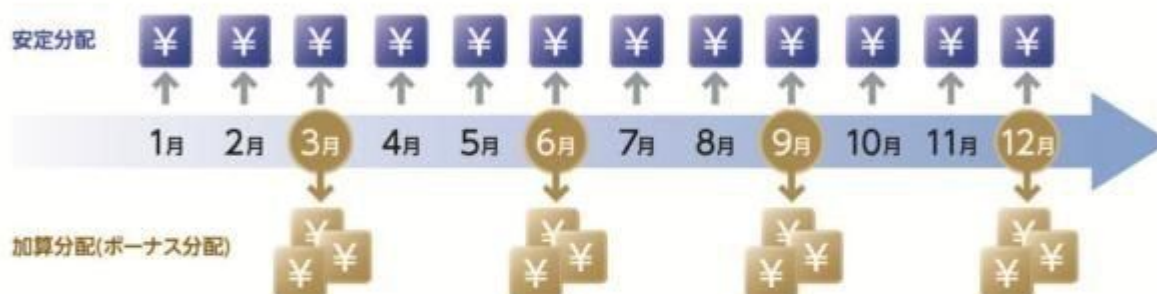 安定分配 ¥ ¥ ¥ ¥ ¥ ¥ ¥ ¥ ¥ ¥ ¥ ¥
1月 2月 3月 4月 5月 6月 7月 8月 9月 10月 11月 12月
加算分配(ボーナス分配) ¥ ¥ ¥ ¥ ¥ ¥ ¥ ¥ ¥ ¥ ¥ ¥